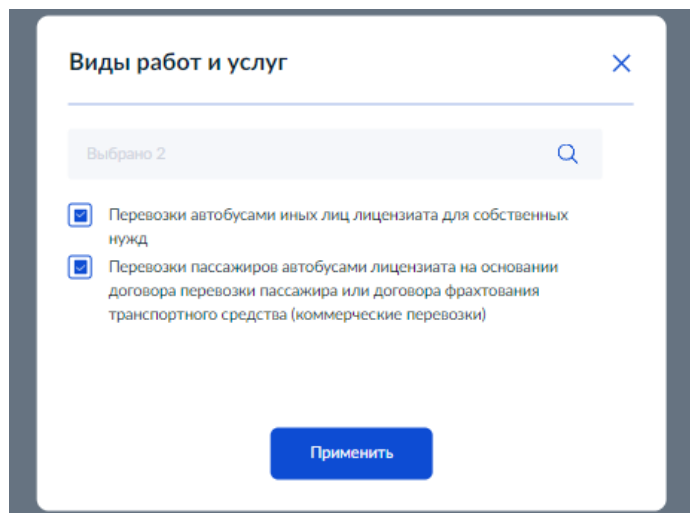 Виды работ и услуг
Выбрано 2
Перевозки автобусами иных лиц лицензиата для собственных
нужд
Перевозки пассажиров автобусами лицензиата на основании
договора перевозки пассажира или договора фрахтования
транспортного средства (коммерческие перевозки)
Применить